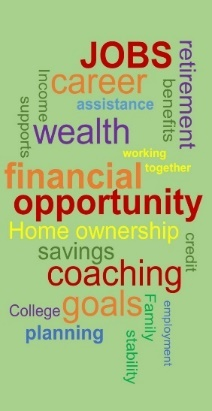 JOBS
retirement
Income
career
benefits
supports
assistance
wealth
working
together
financial
opportunity
Home ownership
savings
credit
coaching
College
goals
Family
employment
planning
stability